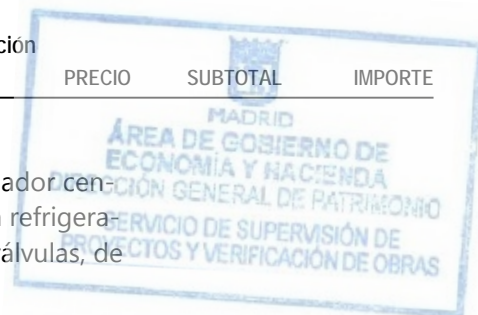 ción
PRECIO SUBTOTAL IMPORTE
MADRID
ÁREA DE GOBIERNO DE
ECONOMÍA Y HACIENDA
ador cen-
DIRECCIÓN GENERAL DE PATRIMONIO
refrigera-
SERVICIO DE SUPERVISIÓN DE
PROYECTOS Y VERIFICACIÓN DE OBRAS
álvulas, de